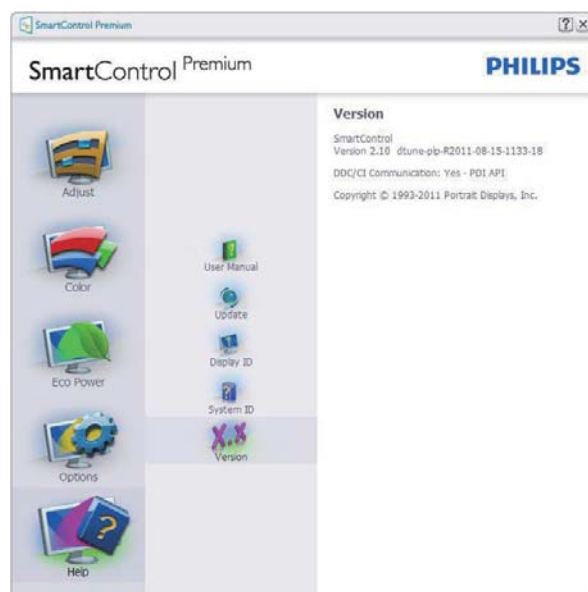 SmartControl Premium
? X
SmartControl Premium
PHILIPS
Adjust
Color
Eco Power
Options
Help
User Manual
Update
Display ID
System ID
X.X
Version
Version
SmartControl
Version 2.10 dtune-plp-R2011-08-15-1133-18
DDC/CI Communication: Yes - PDI API
Copyright © 1993-2011 Portrait Displays, Inc.